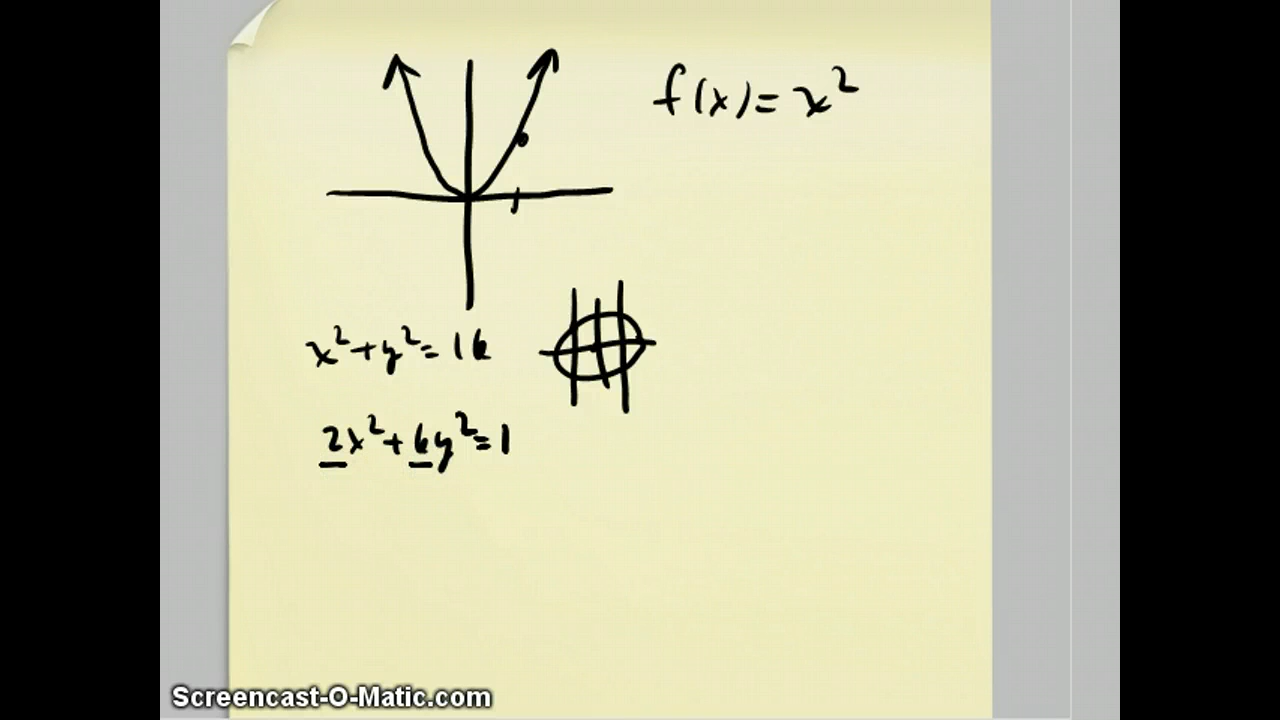 f(x) = x²
x² + y² = 16
2x² + 6y² = 1
Screencast-O-Matic.com